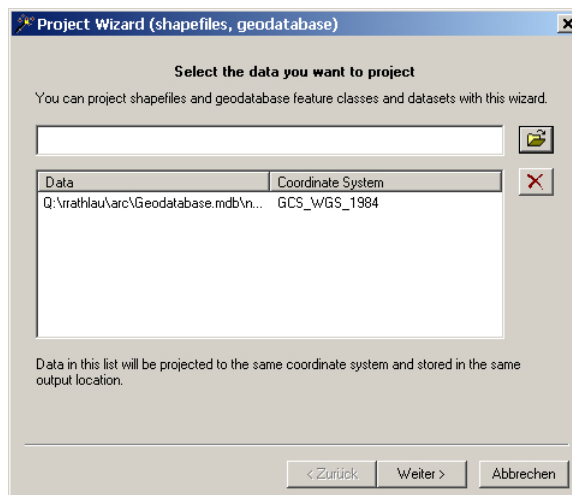 Project Wizard (shapefiles, geodatabase)
Select the data you want to project
You can project shapefiles and geodatabase feature classes and datasets with this wizard.
Data Coordinate System
Q:\rrathlau\arc\Geodatabase.mdb\n... GCS_WGS_1984
Data in this list will be projected to the same coordinate system and stored in the same
output location.
< Zurück Weiter > Abbrechen